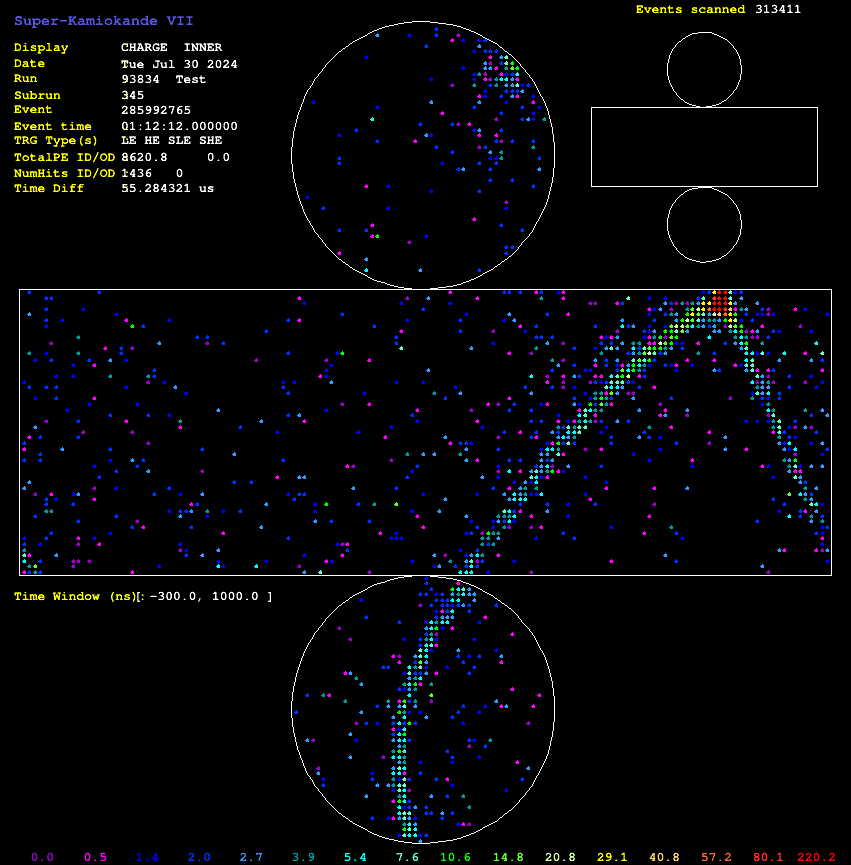 Super-Kamiokande VII
Events scanned 313411
Display CHARGE INNER
Date Tue Jul 30 2024
Run 93834 Test
Subrun 345
Event 285992765
Event time 01:12:12.000000
TRG Type(s) LE HE SLE SHE
TotalPE ID/OD 8620.8 0.0
NumHits ID/OD 1436 0
Time Diff 55.284321 us
Time Window (ns)[: −300.0, 1000.0 ]
0.0 0.5 1.4 2.0 2.7 3.9 5.4 7.6 10.6 14.8 20.8 29.1 40.8 57.2 80.1 220.2